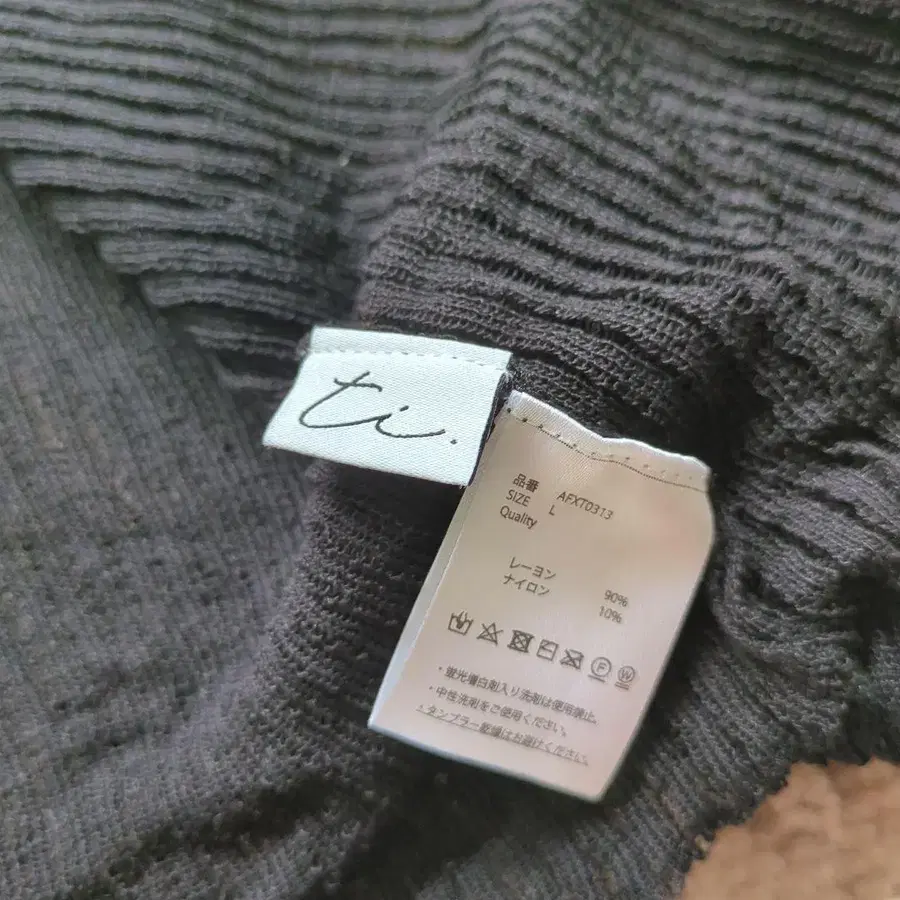 ti.
品番 AFXT0313
SIZE L
Quality
レーヨン 90%
ナイロン 10%
F W
・蛍光増白剤入り洗剤は使用禁止。
・中性洗剤をご使用ください。
・タンブラー乾燥はお避けください。